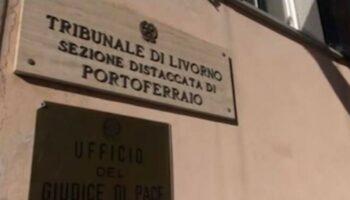 TRIBUNALE DI LIVORNO
SEZIONE DISTACCATA DI
PORTOFERRAIO
UFFICIO
DEL
GIUDICE DI PACE